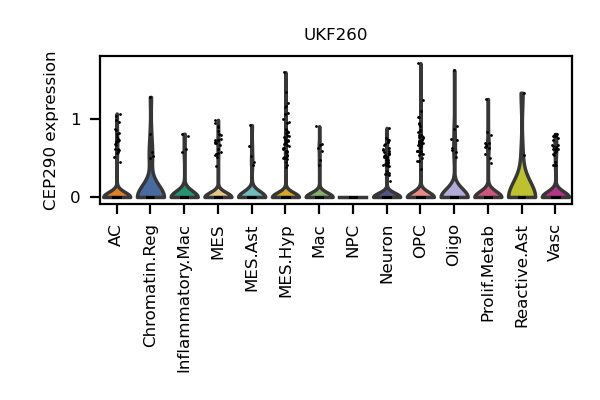 UKF260
CEP290 expression
1
0
AC
Chromatin.Reg
Inflammatory.Mac
MES
MES.Ast
MES.Hyp
Mac
NPC
Neuron
OPC
Oligo
Prolif.Metab
Reactive.Ast
Vasc